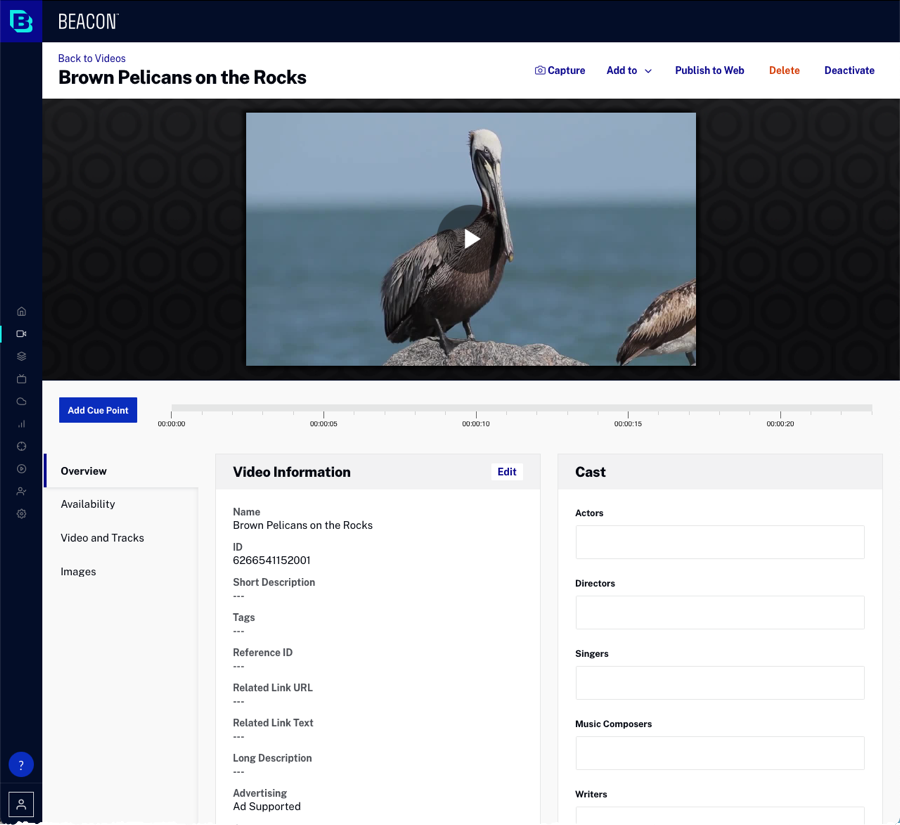 BEACON™
Back to Videos
Brown Pelicans on the Rocks
Capture
Add to
Publish to Web
Delete
Deactivate
Add Cue Point
00:00:00
00:00:05
00:00:10
00:00:15
00:00:20
Overview
Availability
Video and Tracks
Images
Video Information
Edit
Name
Brown Pelicans on the Rocks
ID
6266541152001
Short Description
---
Tags
---
Reference ID
---
Related Link URL
---
Related Link Text
---
Long Description
---
Advertising
Ad Supported
Cast
Actors
Directors
Singers
Music Composers
Writers
?